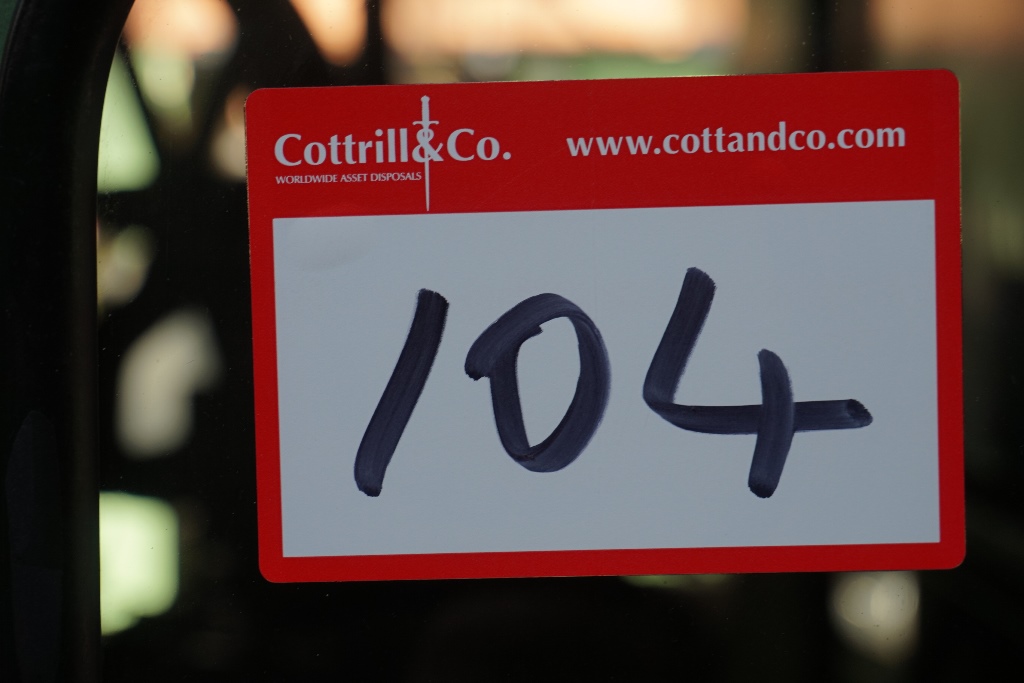 Cottrill&Co. www.cottandco.com
WORLDWIDE ASSET DISPOSALS
104